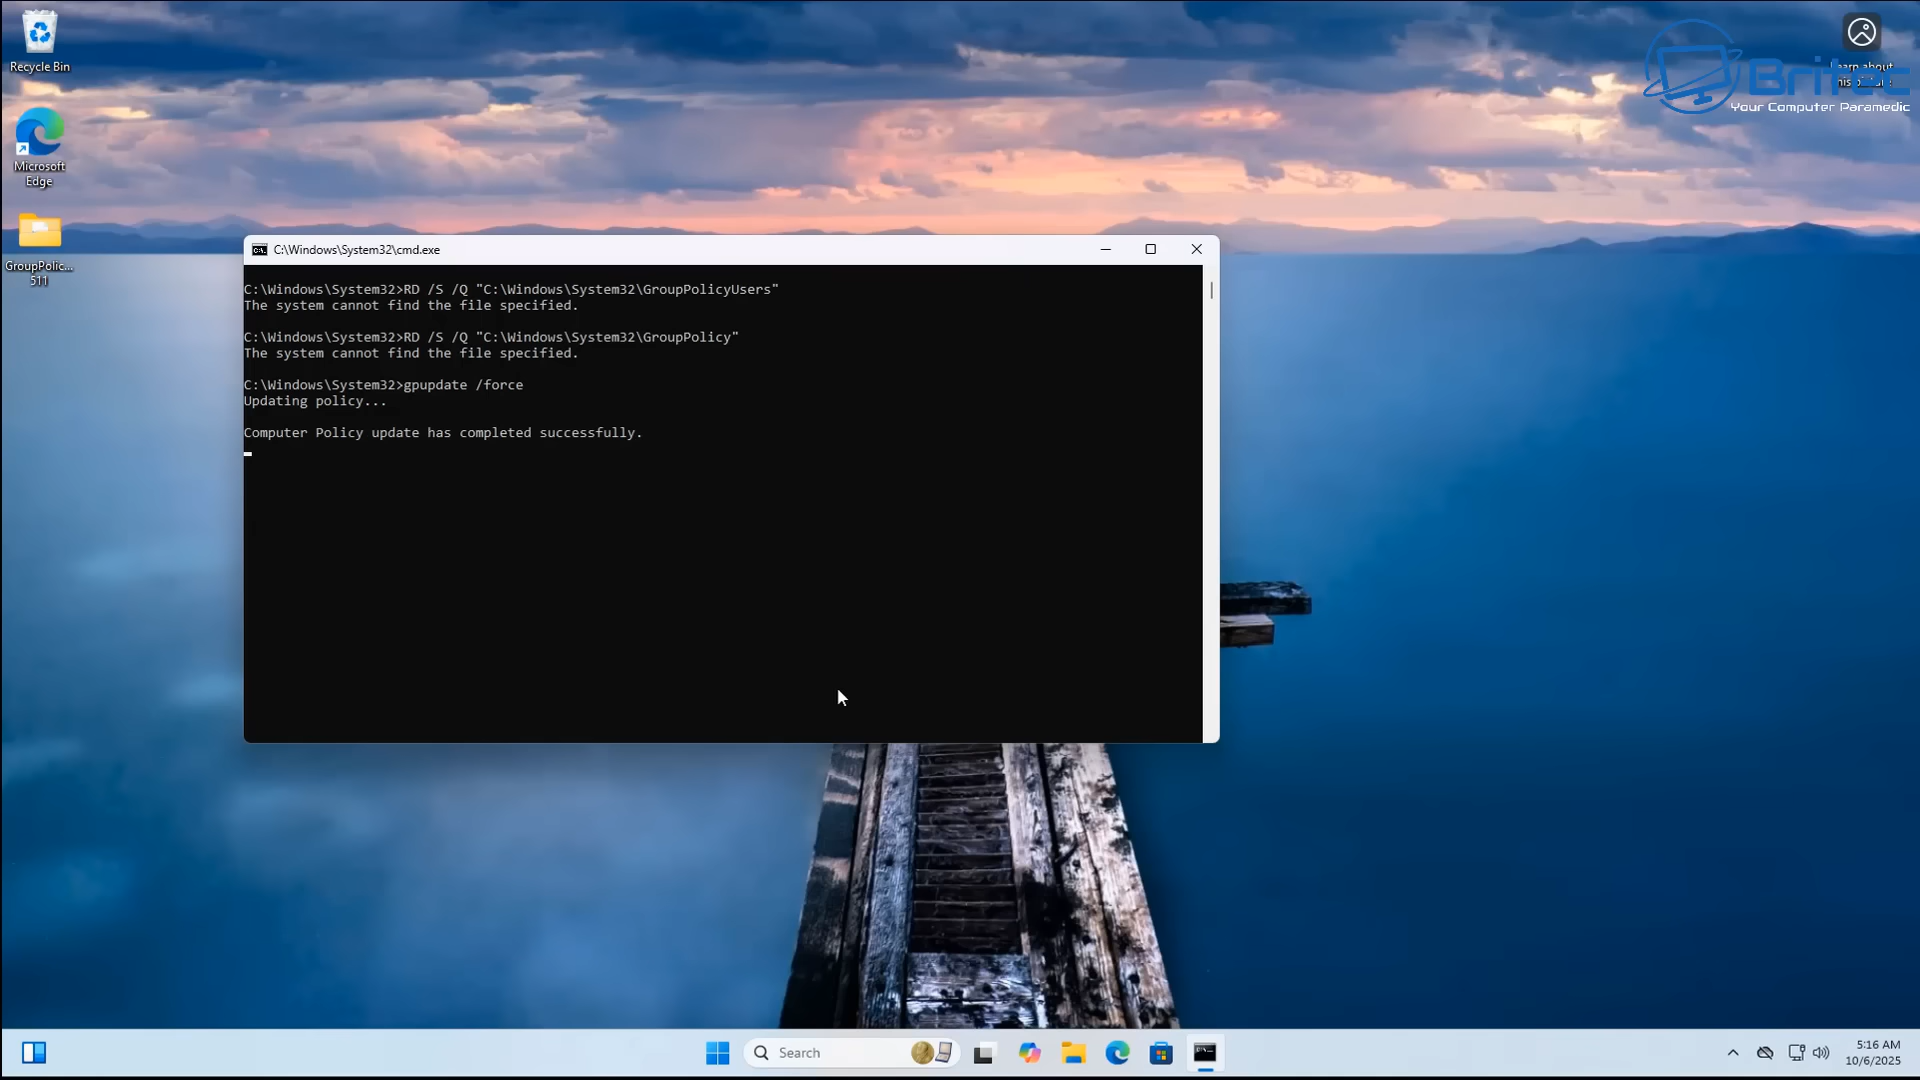 Recycle Bin
Microsoft
Edge
GroupPolic...
511
Learn about
Britec
Your Computer Paramedic
C:\Windows\System32\cmd.exe
C:\Windows\System32>RD /S /Q "C:\Windows\System32\GroupPolicyUsers"
The system cannot find the file specified.
C:\Windows\System32>RD /S /Q "C:\Windows\System32\GroupPolicy"
The system cannot find the file specified.
C:\Windows\System32>gpupdate /force
Updating policy...
Computer Policy update has completed successfully.
Search
5:16 AM
10/6/2025